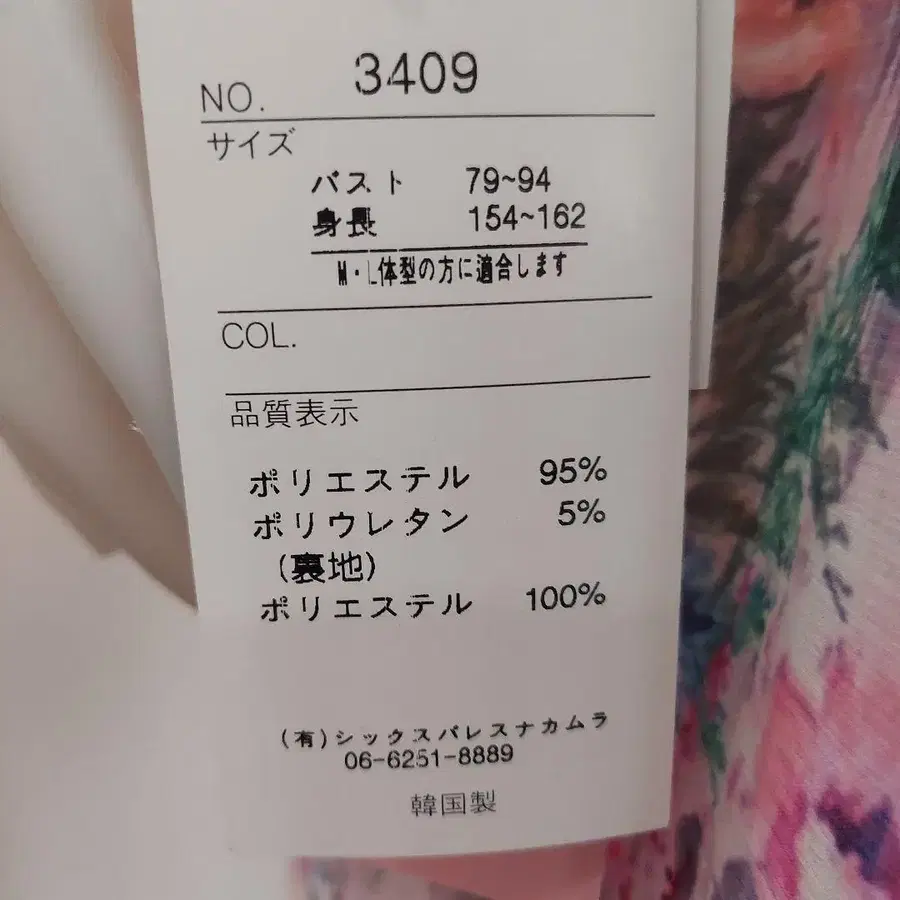 NO. 3409
サイズ
バスト 79~94
身長 154~162
M・L体型の方に適合します
COL.
品質表示
ポリエステル 95%
ポリウレタン 5%
(裏地)
ポリエステル 100%
(有)シックスパレスナカムラ
06-6251-8889
韓国製